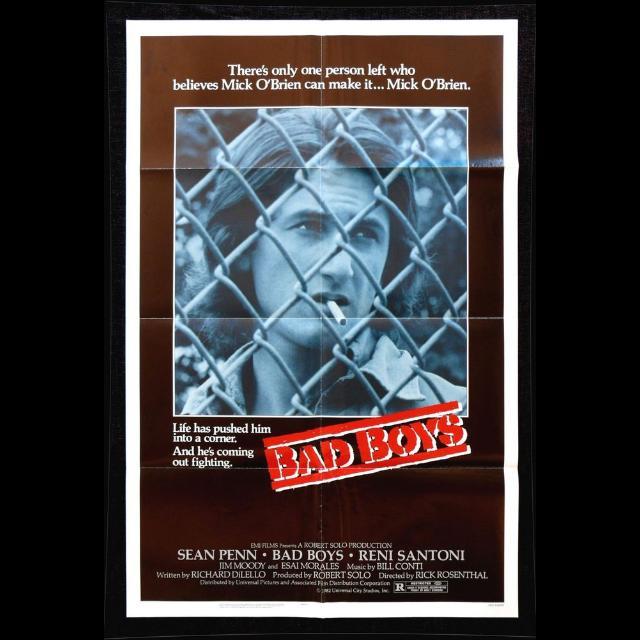 There's only one person left who
believes Mick O'Brien can make it... Mick O'Brien.
Life has pushed him
into a corner.
And he's coming
out fighting.
BAD BOYS
EMI FILMS Presents A ROBERT SOLO PRODUCTION
SEAN PENN • BAD BOYS • RENI SANTONI
JIM MOODY and ESAI MORALES Music by BILL CONTI
Written by RICHARD DILELLO Produced by ROBERT SOLO Directed by RICK ROSENTHAL
Distributed by Universal Pictures and Associated Film Distribution Corporation
© 1982 Universal City Studios, Inc.
R RESTRICTED